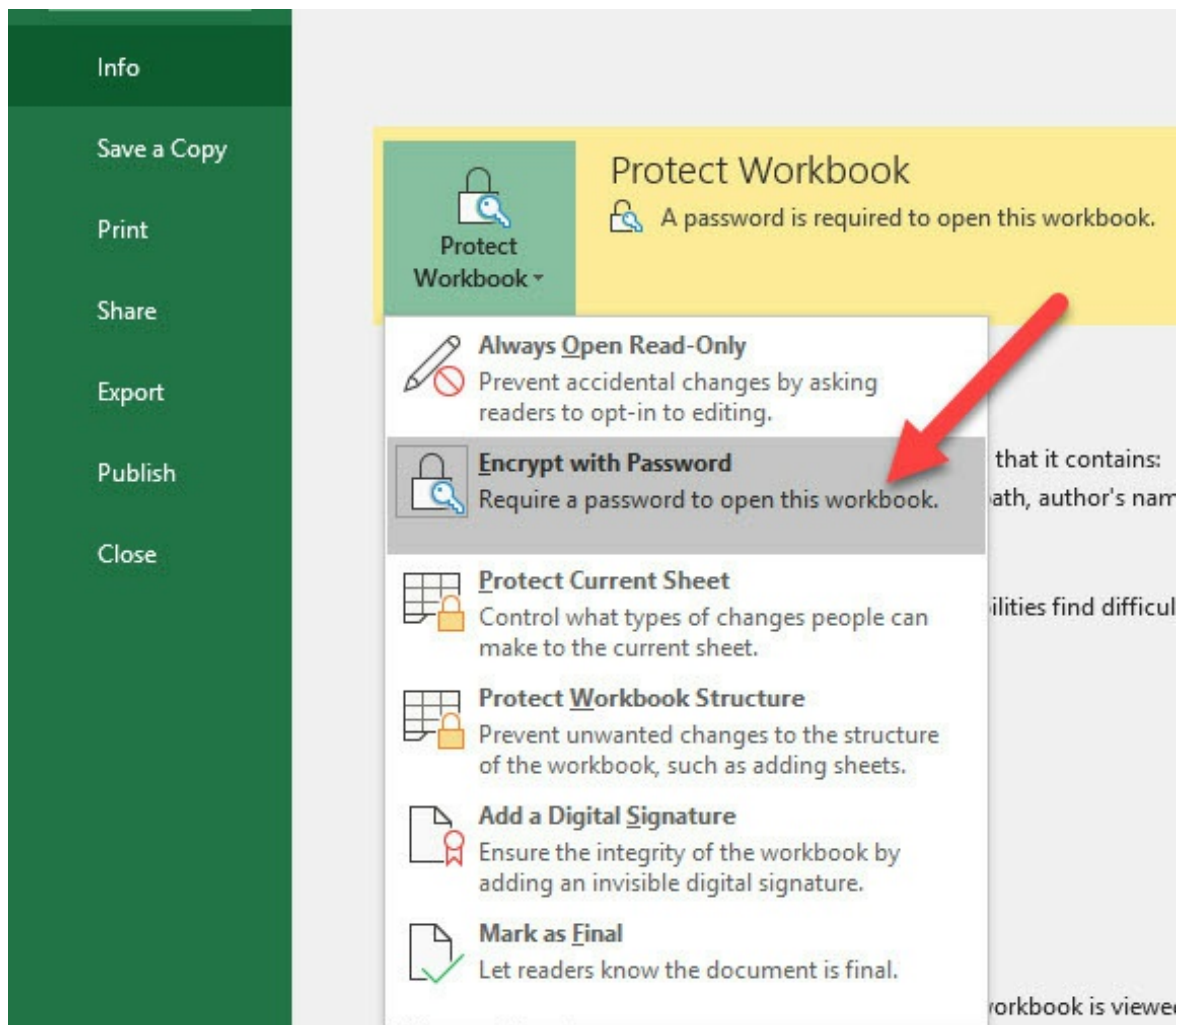 Info
Save a Copy
Print
Share
Export
Publish
Close
Protect Workbook
A password is required to open this workbook.
Protect
Workbook
Always Open Read-Only
Prevent accidental changes by asking
readers to opt-in to editing.
Encrypt with Password
Require a password to open this workbook.
Protect Current Sheet
Control what types of changes people can
make to the current sheet.
Protect Workbook Structure
Prevent unwanted changes to the structure
of the workbook, such as adding sheets.
Add a Digital Signature
Ensure the integrity of the workbook by
adding an invisible digital signature.
Mark as Final
Let readers know the document is final.
that it contains:
author's nam
find difficul
is viewe